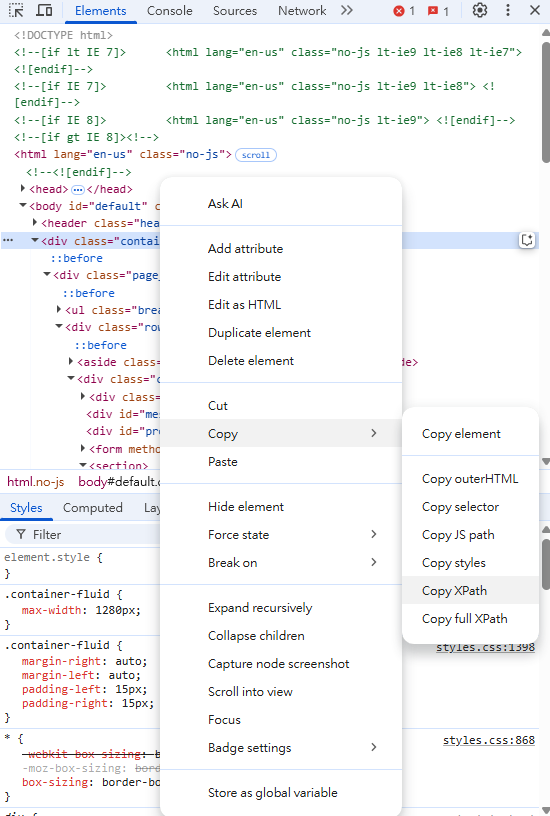 Elements Console Sources Network 1 1
<!DOCTYPE html>
<!--[if lt IE 7]> <html lang="en-us" class="no-js lt-ie9 lt-ie8 lt-ie7">
<![endif]-->
<!--[if IE 7]> <html lang="en-us" class="no-js lt-ie9 lt-ie8"> <!
[endif]-->
<!--[if IE 8]> <html lang="en-us" class="no-js lt-ie9"> <![endif]-->
<!--[if gt IE 8]><!-->
<html lang="en-us" class="no-js"> scroll
<!--<![endif]-->
<head> … </head>
<body id="default"
<header class="hea
<div class="contai
::before
<div class="page_
::before
<ul class="brea
<div class="row
::before
<aside class= de>
<div class="c
<div class=
<div id="me
<div id="pr
<form metho
<section>
html.no-js body#default.
Styles Computed Lay
Filter
element.style {
}
.container-fluid {
max-width: 1280px;
}
.container-fluid {
styles.css:1398
margin-right: auto;
margin-left: auto;
padding-left: 15px;
padding-right: 15px;
}
* {
styles.css:868
-webkit-box-sizing: b
-moz-box-sizing: borde
box-sizing: border-bo
}
div {
Ask AI
Add attribute
Edit attribute
Edit as HTML
Duplicate element
Delete element
Cut
Copy
Paste
Hide element
Force state
Break on
Expand recursively
Collapse children
Capture node screenshot
Scroll into view
Focus
Badge settings
Store as global variable
Copy element
Copy outerHTML
Copy selector
Copy JS path
Copy styles
Copy XPath
Copy full XPath